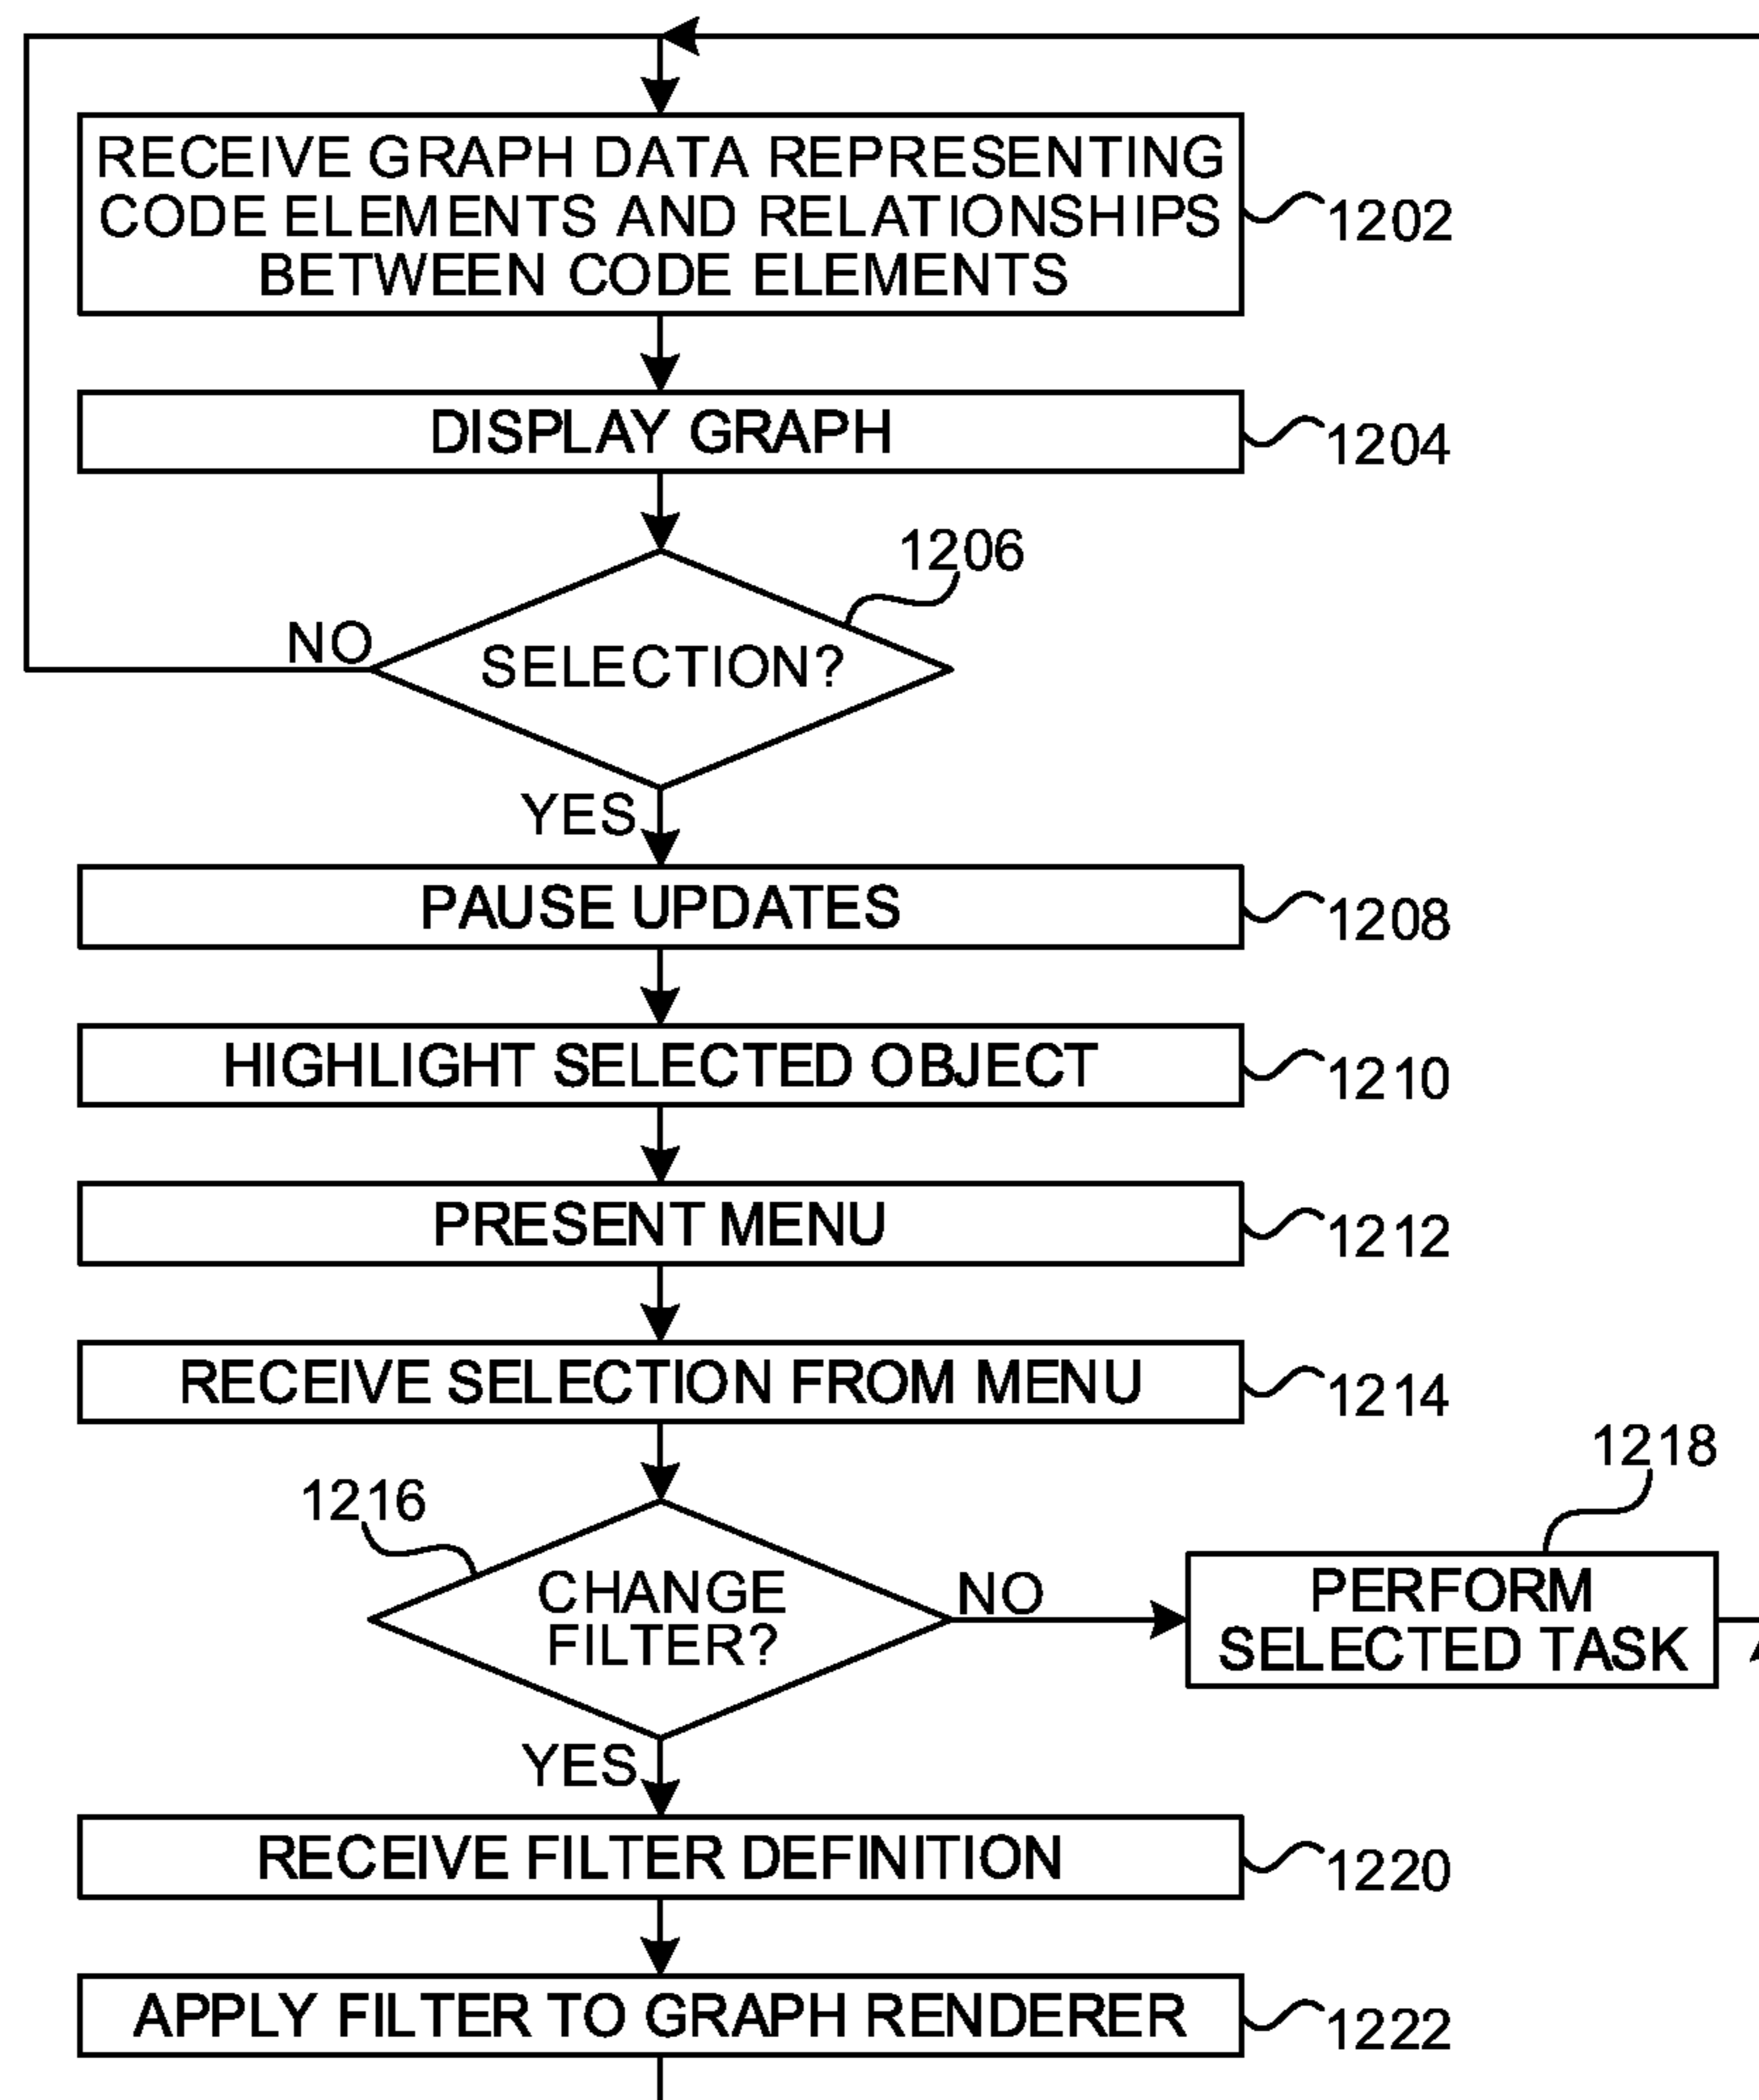 RECEIVE GRAPH DATA REPRESENTING
CODE ELEMENTS AND RELATIONSHIPS
BETWEEN CODE ELEMENTS
1202
DISPLAY GRAPH
1204
1206
SELECTION?
NO
YES
PAUSE UPDATES
1208
HIGHLIGHT SELECTED OBJECT
1210
PRESENT MENU
1212
RECEIVE SELECTION FROM MENU
1214
1216
CHANGE
FILTER?
NO
1218
PERFORM
SELECTED TASK
YES
RECEIVE FILTER DEFINITION
1220
APPLY FILTER TO GRAPH RENDERER
1222